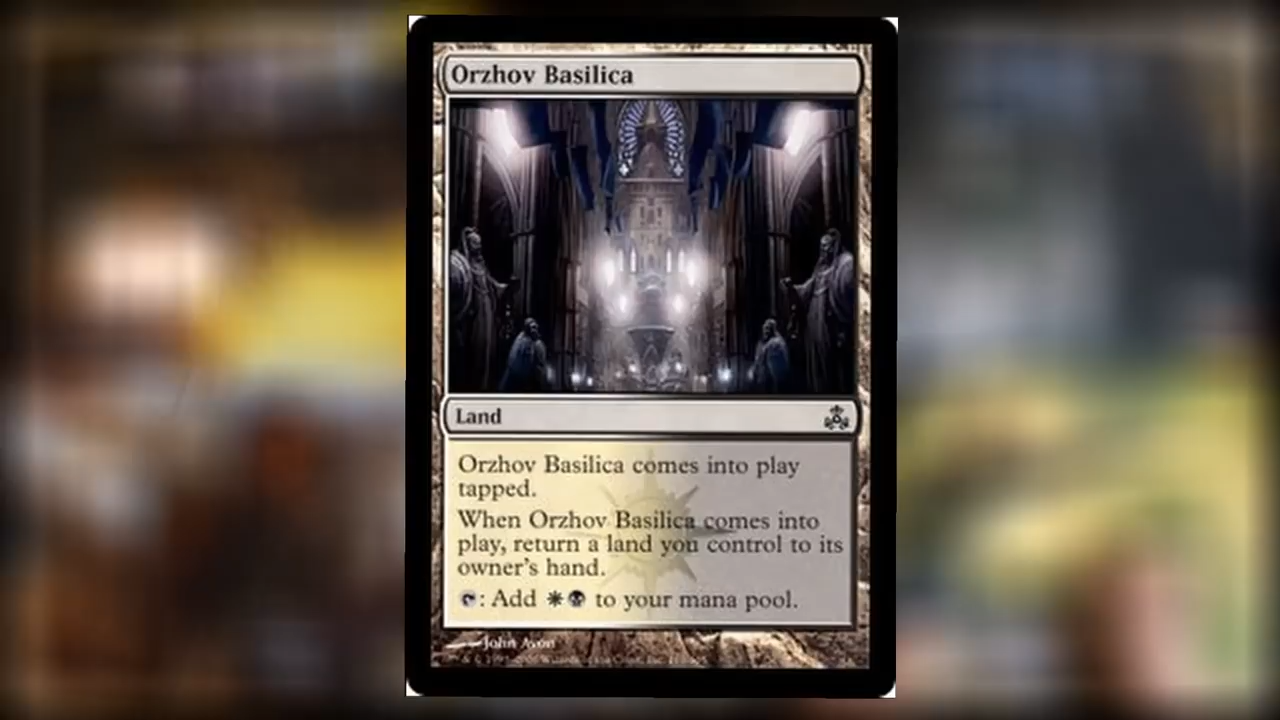 Orzhov Basilica
Land
Orzhov Basilica comes into play
tapped.
When Orzhov Basilica comes into
play, return a land you control to its
owner's hand.
: Add to your mana pool.
John Avon